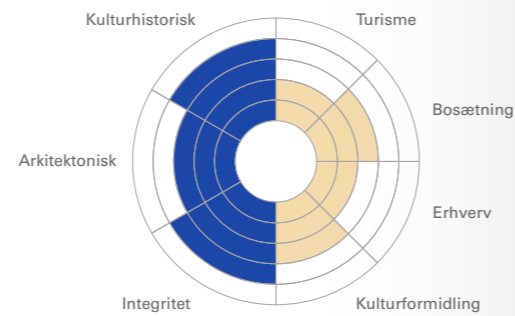 Kulturhistorisk
Turisme
Bosætning
Arkitektonisk
Erhverv
Integritet
Kulturformidling